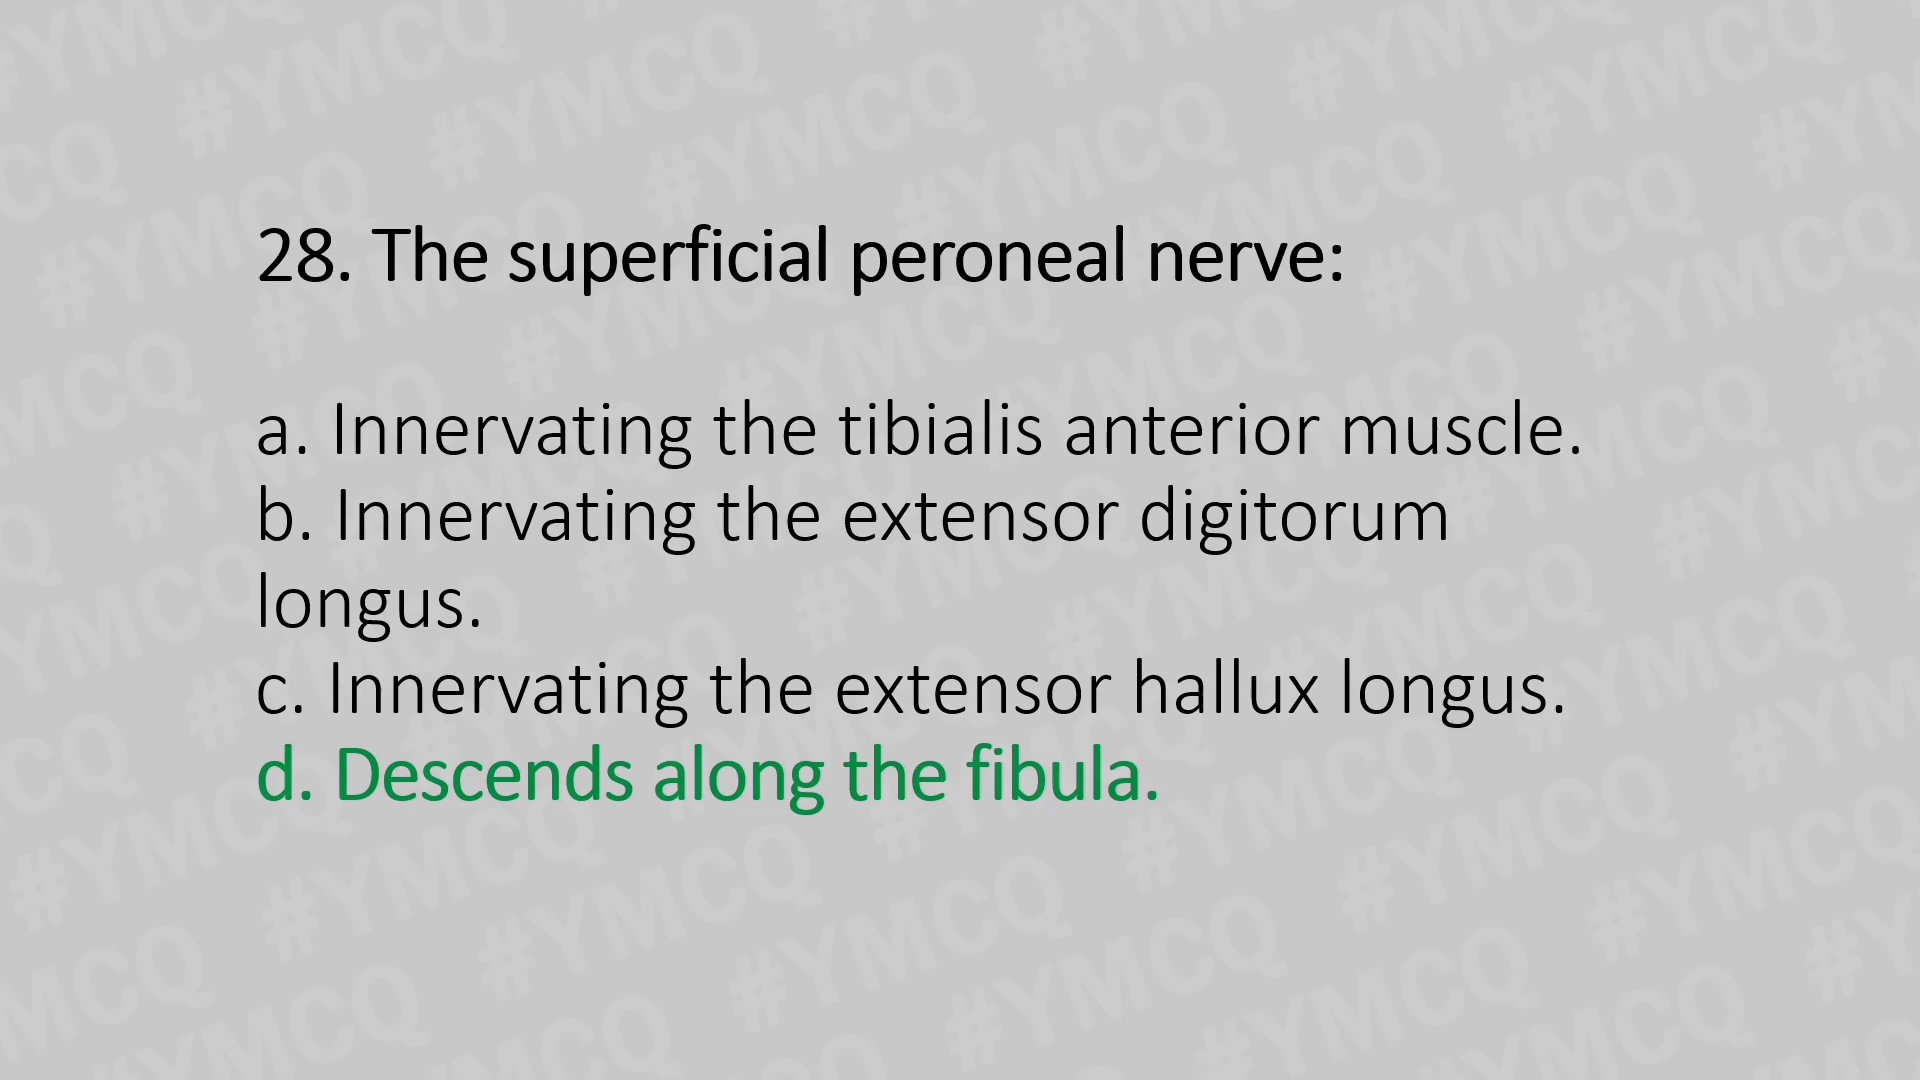 28. The superficial peroneal nerve:
a. Innervating the tibialis anterior muscle.
b. Innervating the extensor digitorum
longus.
c. Innervating the extensor hallux longus.
d. Descends along the fibula.
#YMCQ